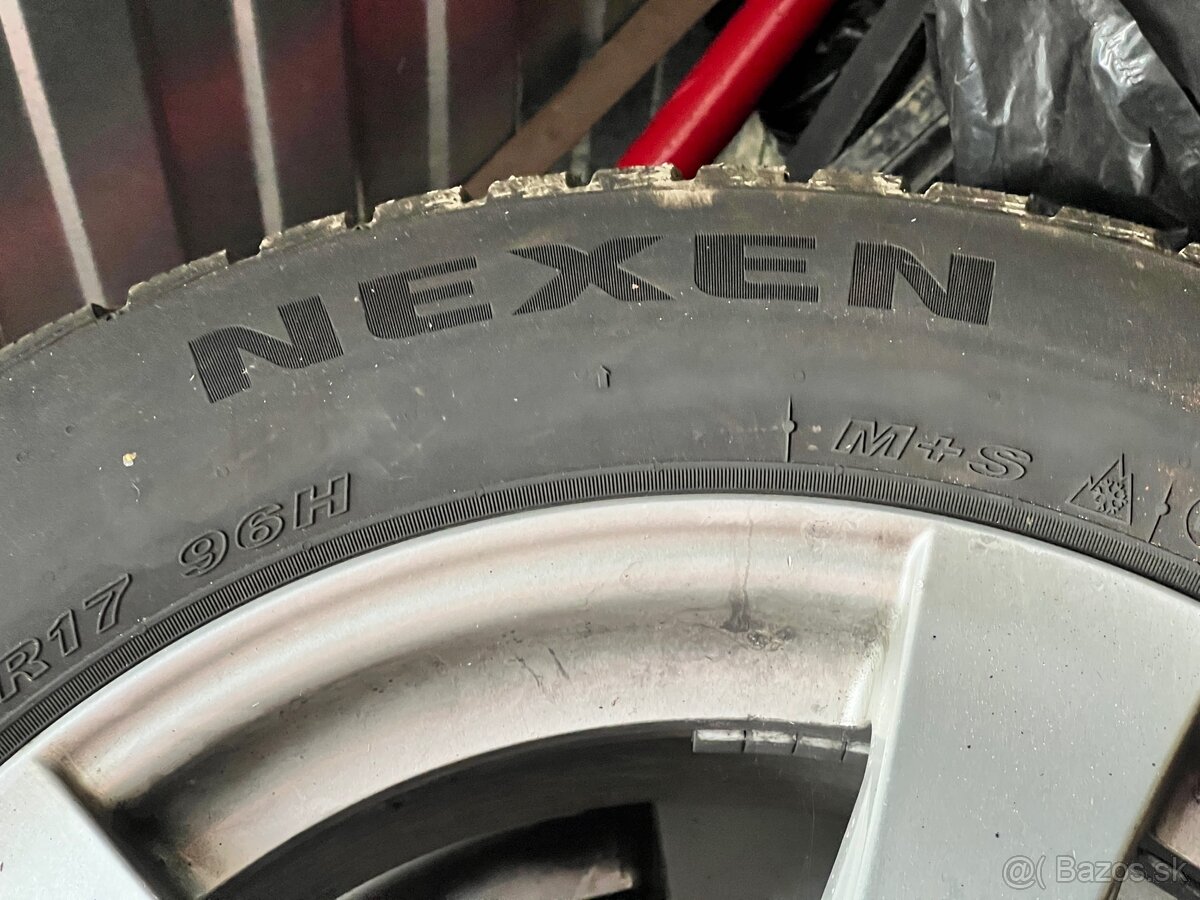 NEXEN
M+S
R17 96H
@( Bazos.sk